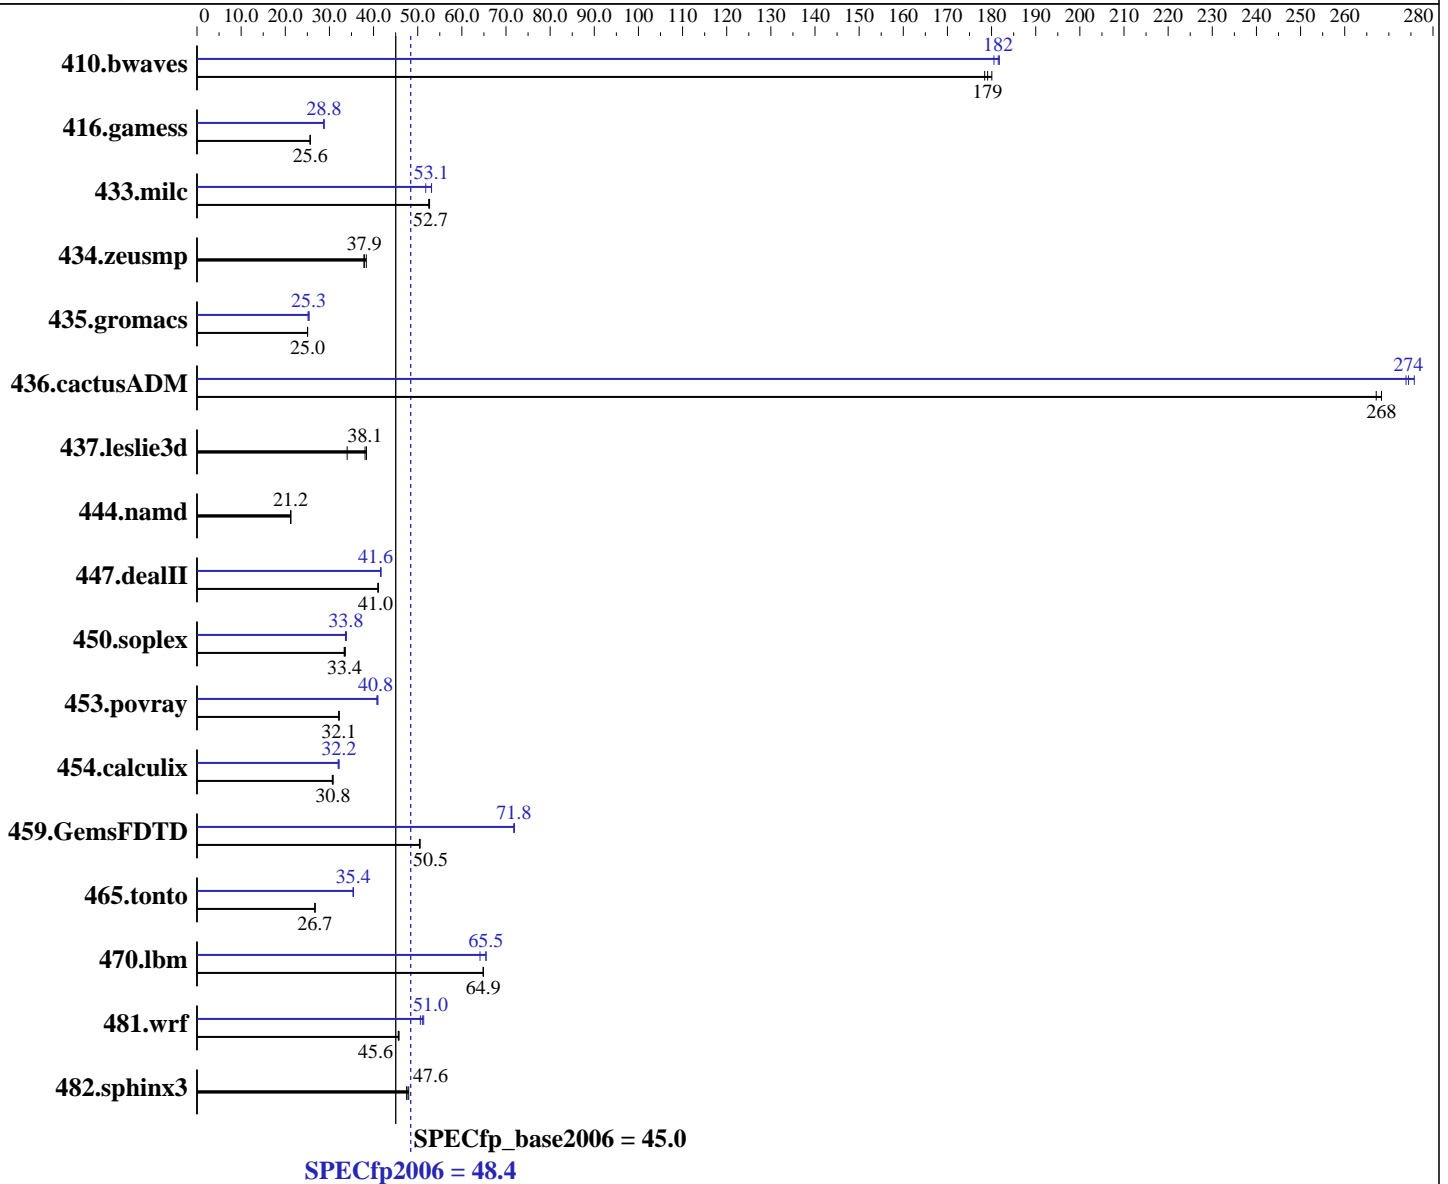 0 10.0 20.0 30.0 40.0 50.0 60.0 70.0 80.0 90.0 100 110 120 130 140 150 160 170 180 190 200 210 220 230 240 250 260 280
182
410.bwaves
179
28.8
416.gamess
25.6
53.1
433.milc
52.7
37.9
434.zeusmp
25.3
435.gromacs
25.0
274
436.cactusADM
268
38.1
437.leslie3d
21.2
444.namd
41.6
447.dealII
41.0
33.8
450.soplex
33.4
40.8
453.povray
32.1
32.2
454.calculix
30.8
71.8
459.GemsFDTD
50.5
35.4
465.tonto
26.7
65.5
470.lbm
64.9
51.0
481.wrf
45.6
47.6
482.sphinx3
SPECfp_base2006 = 45.0
SPECfp2006 = 48.4